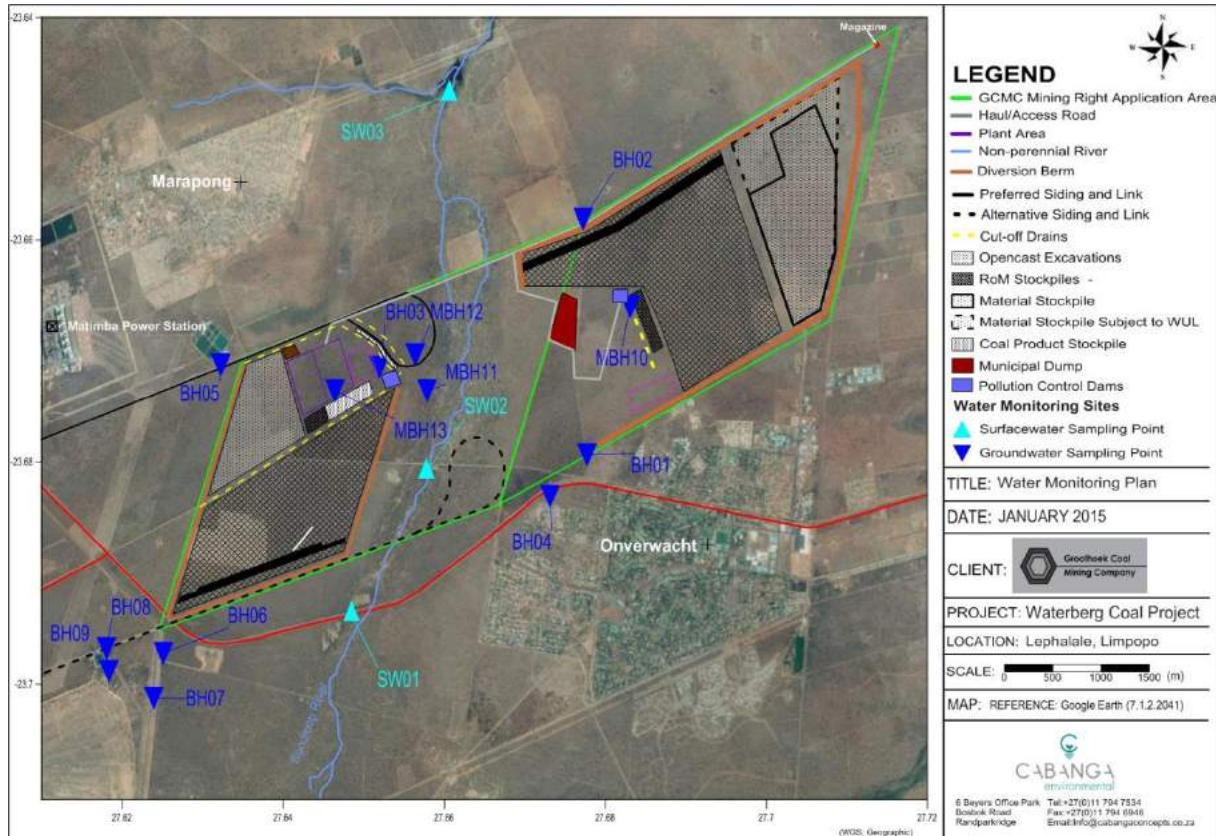 -23.64
-23.66
-23.68
-23.7
27.62
27.64
27.66
27.68
27.7
27.72
(WGS, Geographic)
Magazine
SW03
BH02
Marapong
Matimba Power Station
BH03
MBH12
BH05
MBH11
MBH10
SW02
MBH13
BH01
BH04
Onverwacht
BH08
BH09
BH06
BH07
SW01
N
W
E
S
LEGEND
GCMC Mining Right Application Area
Haul/Access Road
Plant Area
Non-perennial River
Diversion Berm
Preferred Siding and Link
Alternative Siding and Link
Cut-off Drains
Opencast Excavations
RoM Stockpiles -
Material Stockpile
Material Stockpile Subject to WUL
Coal Product Stockpile
Municipal Dump
Pollution Control Dams
Water Monitoring Sites
Surfacewater Sampling Point
Groundwater Sampling Point
TITLE: Water Monitoring Plan
DATE: JANUARY 2015
CLIENT:
Groothoek Coal
Mining Company
PROJECT: Waterberg Coal Project
LOCATION: Lephalale, Limpopo
SCALE: 0 500 1000 1500 (m)
MAP: REFERENCE: Google Earth (7.1.2.2041)
CABANGA
environmental
6 Beyers Office Park Tel:+27(0)11 794 7534
Bosbok Road Fax:+27(0)11 794 6946
Randparkridge Email:Info@cabangaconcepts.co.za